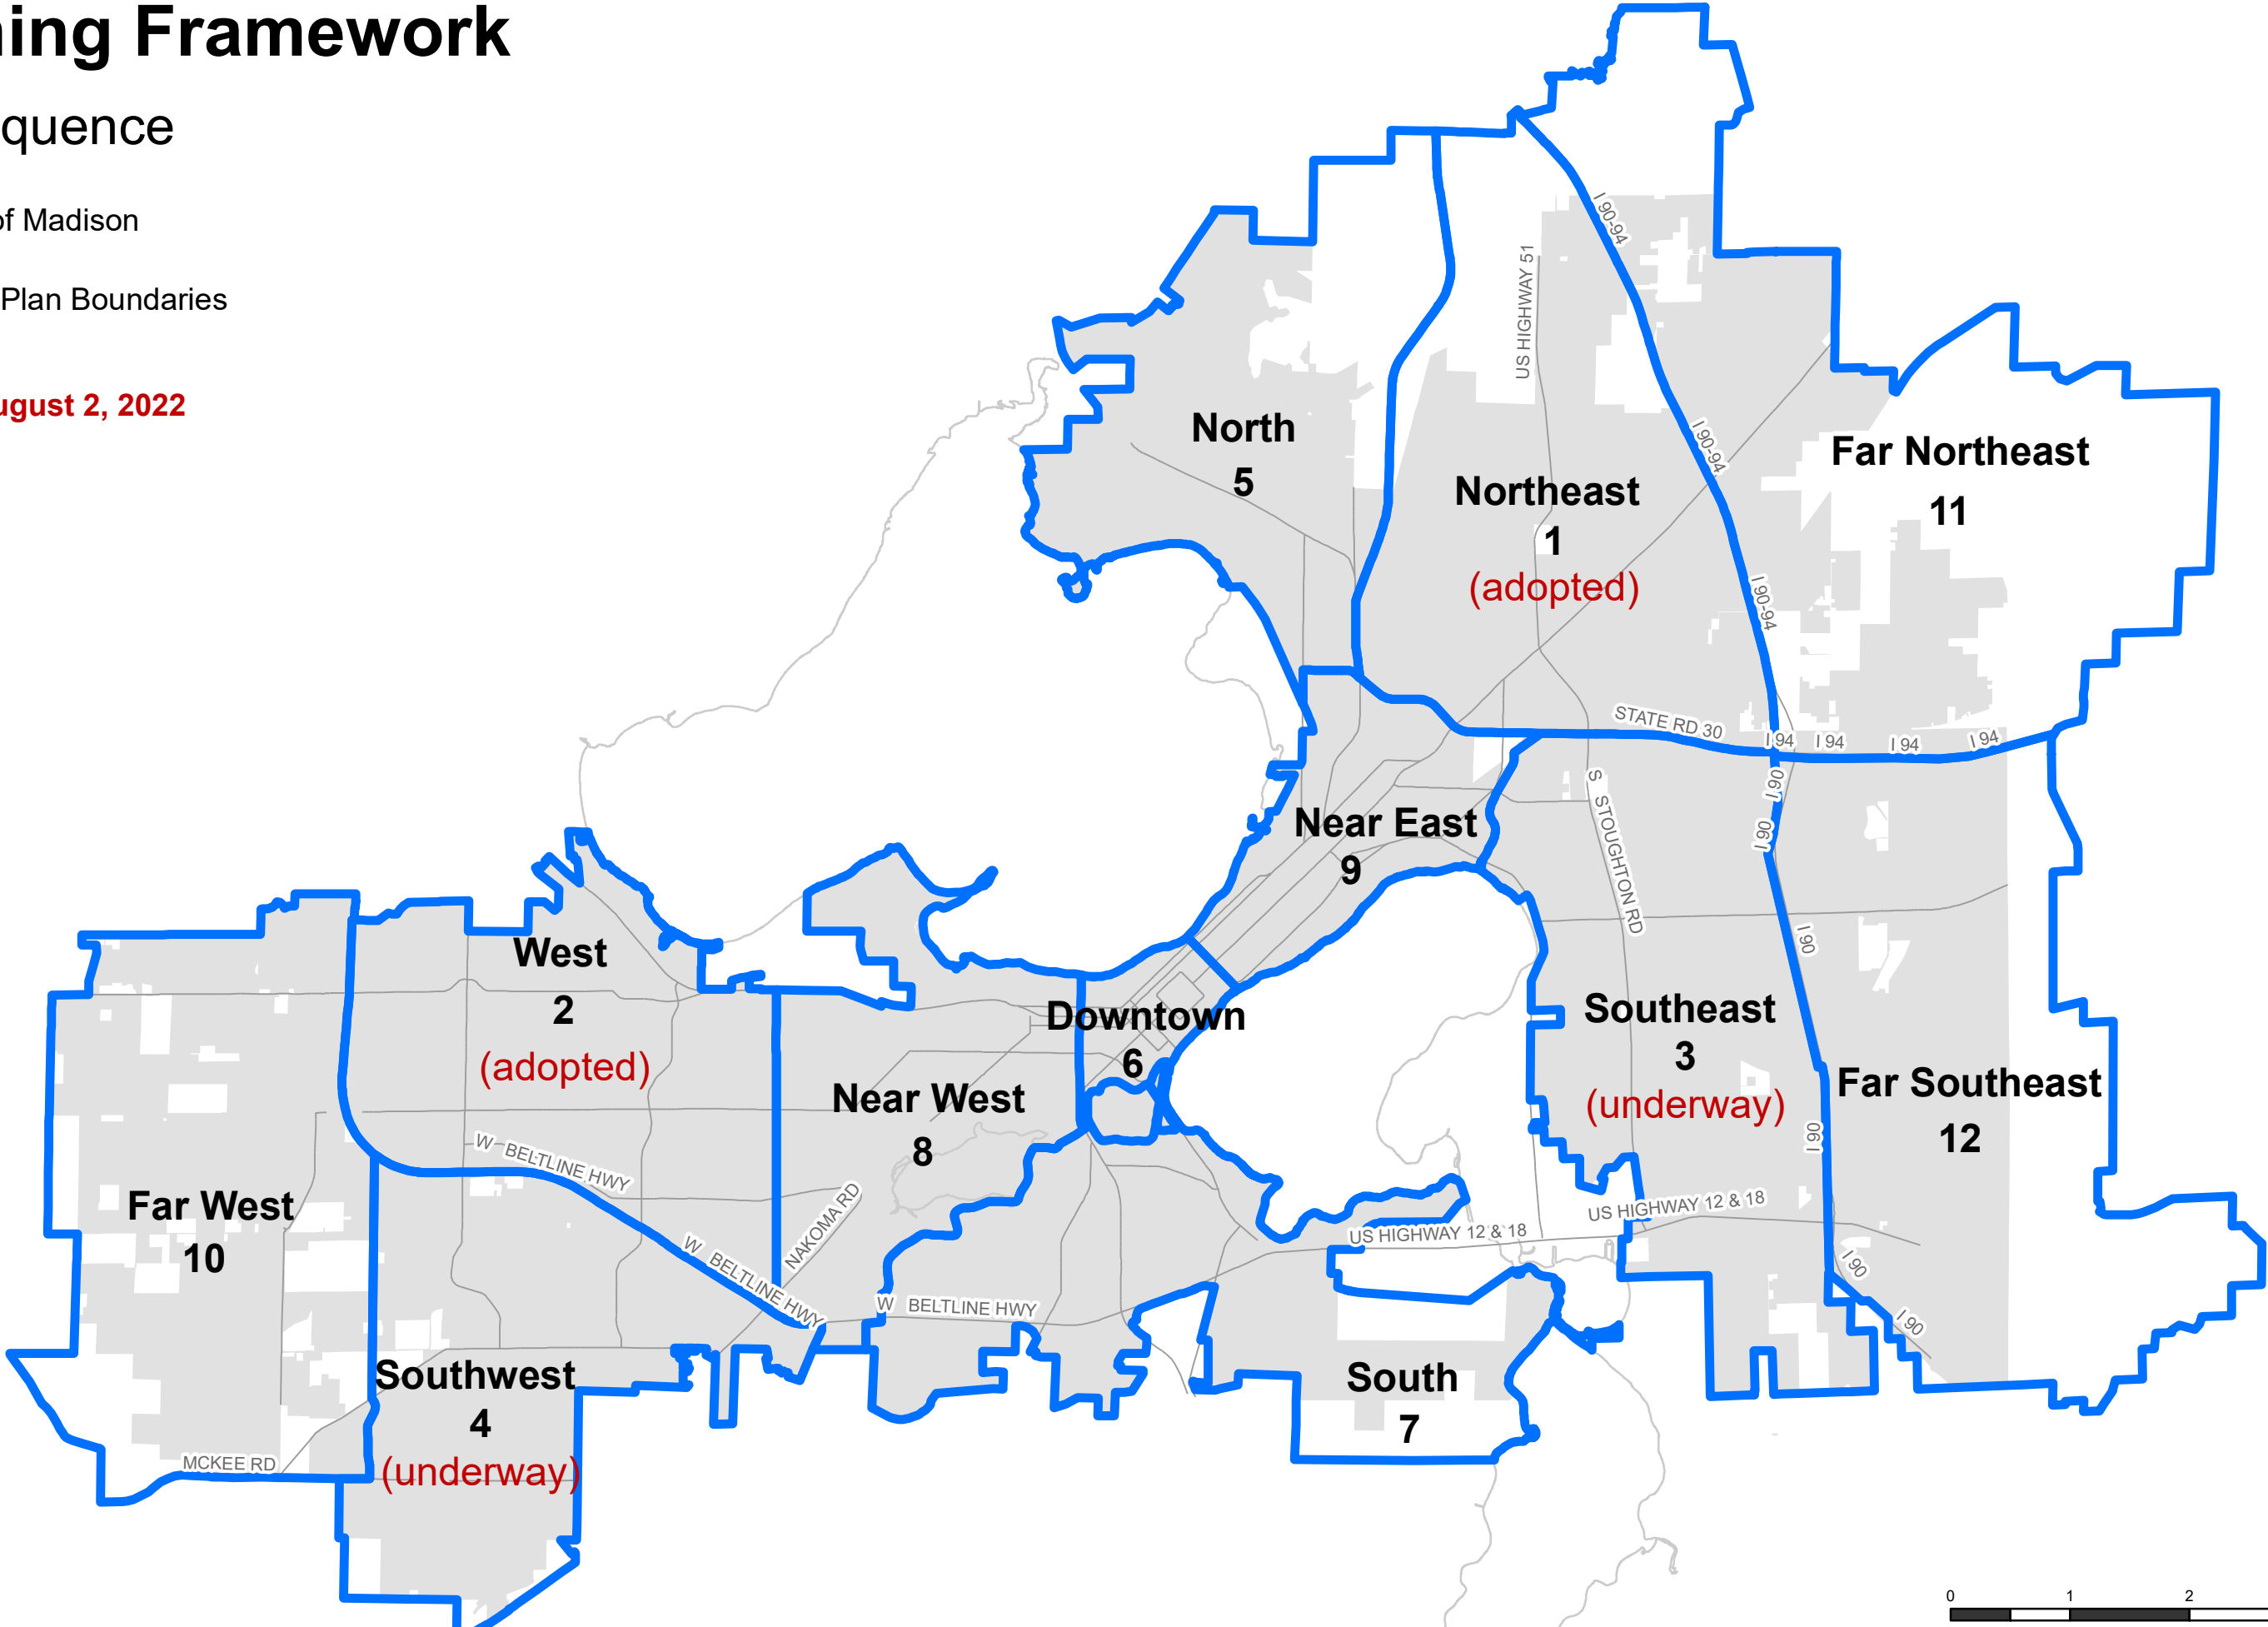 ning Framework
quence
of Madison
Plan Boundaries
ugust 2, 2022
I 90-94
US HIGHWAY 51
North
5
I 90-94
Far Northeast
11
Northeast
1
(adopted)
I 90-94
STATE RD 30
I 94
I 94
I 94
I 94
I 90
I 90
Near East
9
S STOUGHTON RD
I 90
West
2
(adopted)
Downtown
6
Southeast
3
(underway)
Near West
8
Far Southeast
12
I 90
W BELTLINE HWY
Far West
10
NAKOMA RD
US HIGHWAY 12 & 18
US HIGHWAY 12 & 18
W BELTLINE HWY
W BELTLINE HWY
I 90
I 90
Southwest
4
(underway)
South
7
MCKEE RD
0 1 2